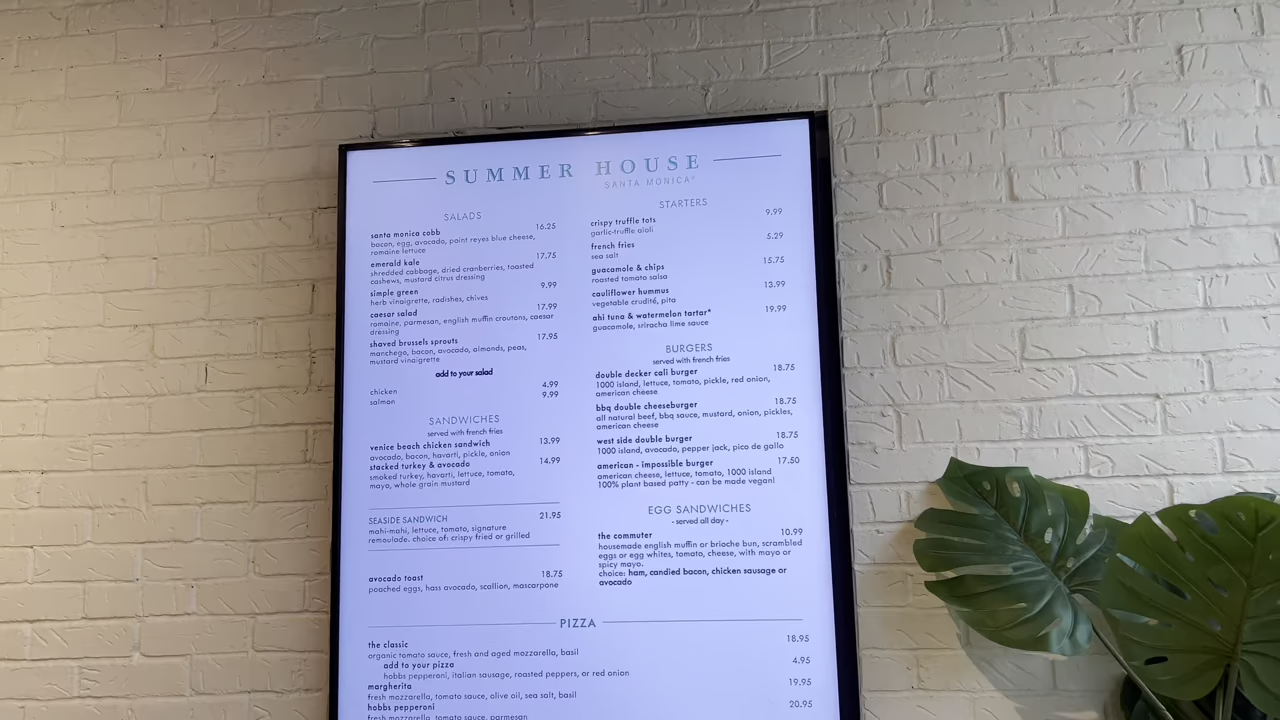 SUMMER HOUSE
SANTA MONICA®
SALADS
santa monica cobb 16.25
bacon, egg, avocado, point reyes blue cheese,
romaine lettuce
emerald kale 17.75
shredded cabbage, dried cranberries, toasted
cashews, mustard citrus dressing
simple green 9.99
herb vinaigrette, radishes, chives
caesar salad 17.99
romaine, parmesan, english muffin croutons, caesar
dressing
shaved brussels sprouts 17.95
manchego, bacon, avocado, almonds, peas,
mustard vinaigrette
add to your salad
chicken 4.99
salmon 9.99
SANDWICHES
served with french fries
venice beach chicken sandwich 13.99
avocado, bacon, havarti, pickle, onion
stacked turkey & avocado 14.99
smoked turkey, havarti, lettuce, tomato,
mayo, whole grain mustard
SEASIDE SANDWICH 21.95
mahi-mahi, lettuce, tomato, signature
remoulade. choice of: crispy fried or grilled
avocado toast 18.75
poached eggs, hass avocado, scallion, mascarpone
STARTERS
crispy truffle tots 9.99
garlic-truffle aioli
french fries 5.29
sea salt
guacamole & chips 15.75
roasted tomato salsa
cauliflower hummus 13.99
vegetable crudité, pita
ahi tuna & watermelon tartar* 19.99
guacamole, sriracha lime sauce
BURGERS
served with french fries
double decker cali burger 18.75
1000 island, lettuce, tomato, pickle, red onion,
american cheese
bbq double cheeseburger 18.75
all natural beef, bbq sauce, mustard, onion, pickles,
american cheese
west side double burger 18.75
1000 island, avocado, pepper jack, pico de gallo
american - impossible burger 17.50
american cheese, lettuce, tomato, 1000 island
100% plant based patty - can be made vegan!
EGG SANDWICHES
- served all day -
the commuter 10.99
housemade english muffin or brioche bun, scrambled
eggs or egg whites, tomato, cheese, with mayo or
spicy mayo.
choice: ham, candied bacon, chicken sausage or
avocado
PIZZA
the classic 18.95
organic tomato sauce, fresh and aged mozzarella, basil
add to your pizza 4.95
hobbs pepperoni, italian sausage, roasted peppers, or red onion
margherita 19.95
fresh mozzarella, tomato sauce, olive oil, sea salt, basil
hobbs pepperoni 20.95
fresh mozzarella, tomato sauce, parmesan